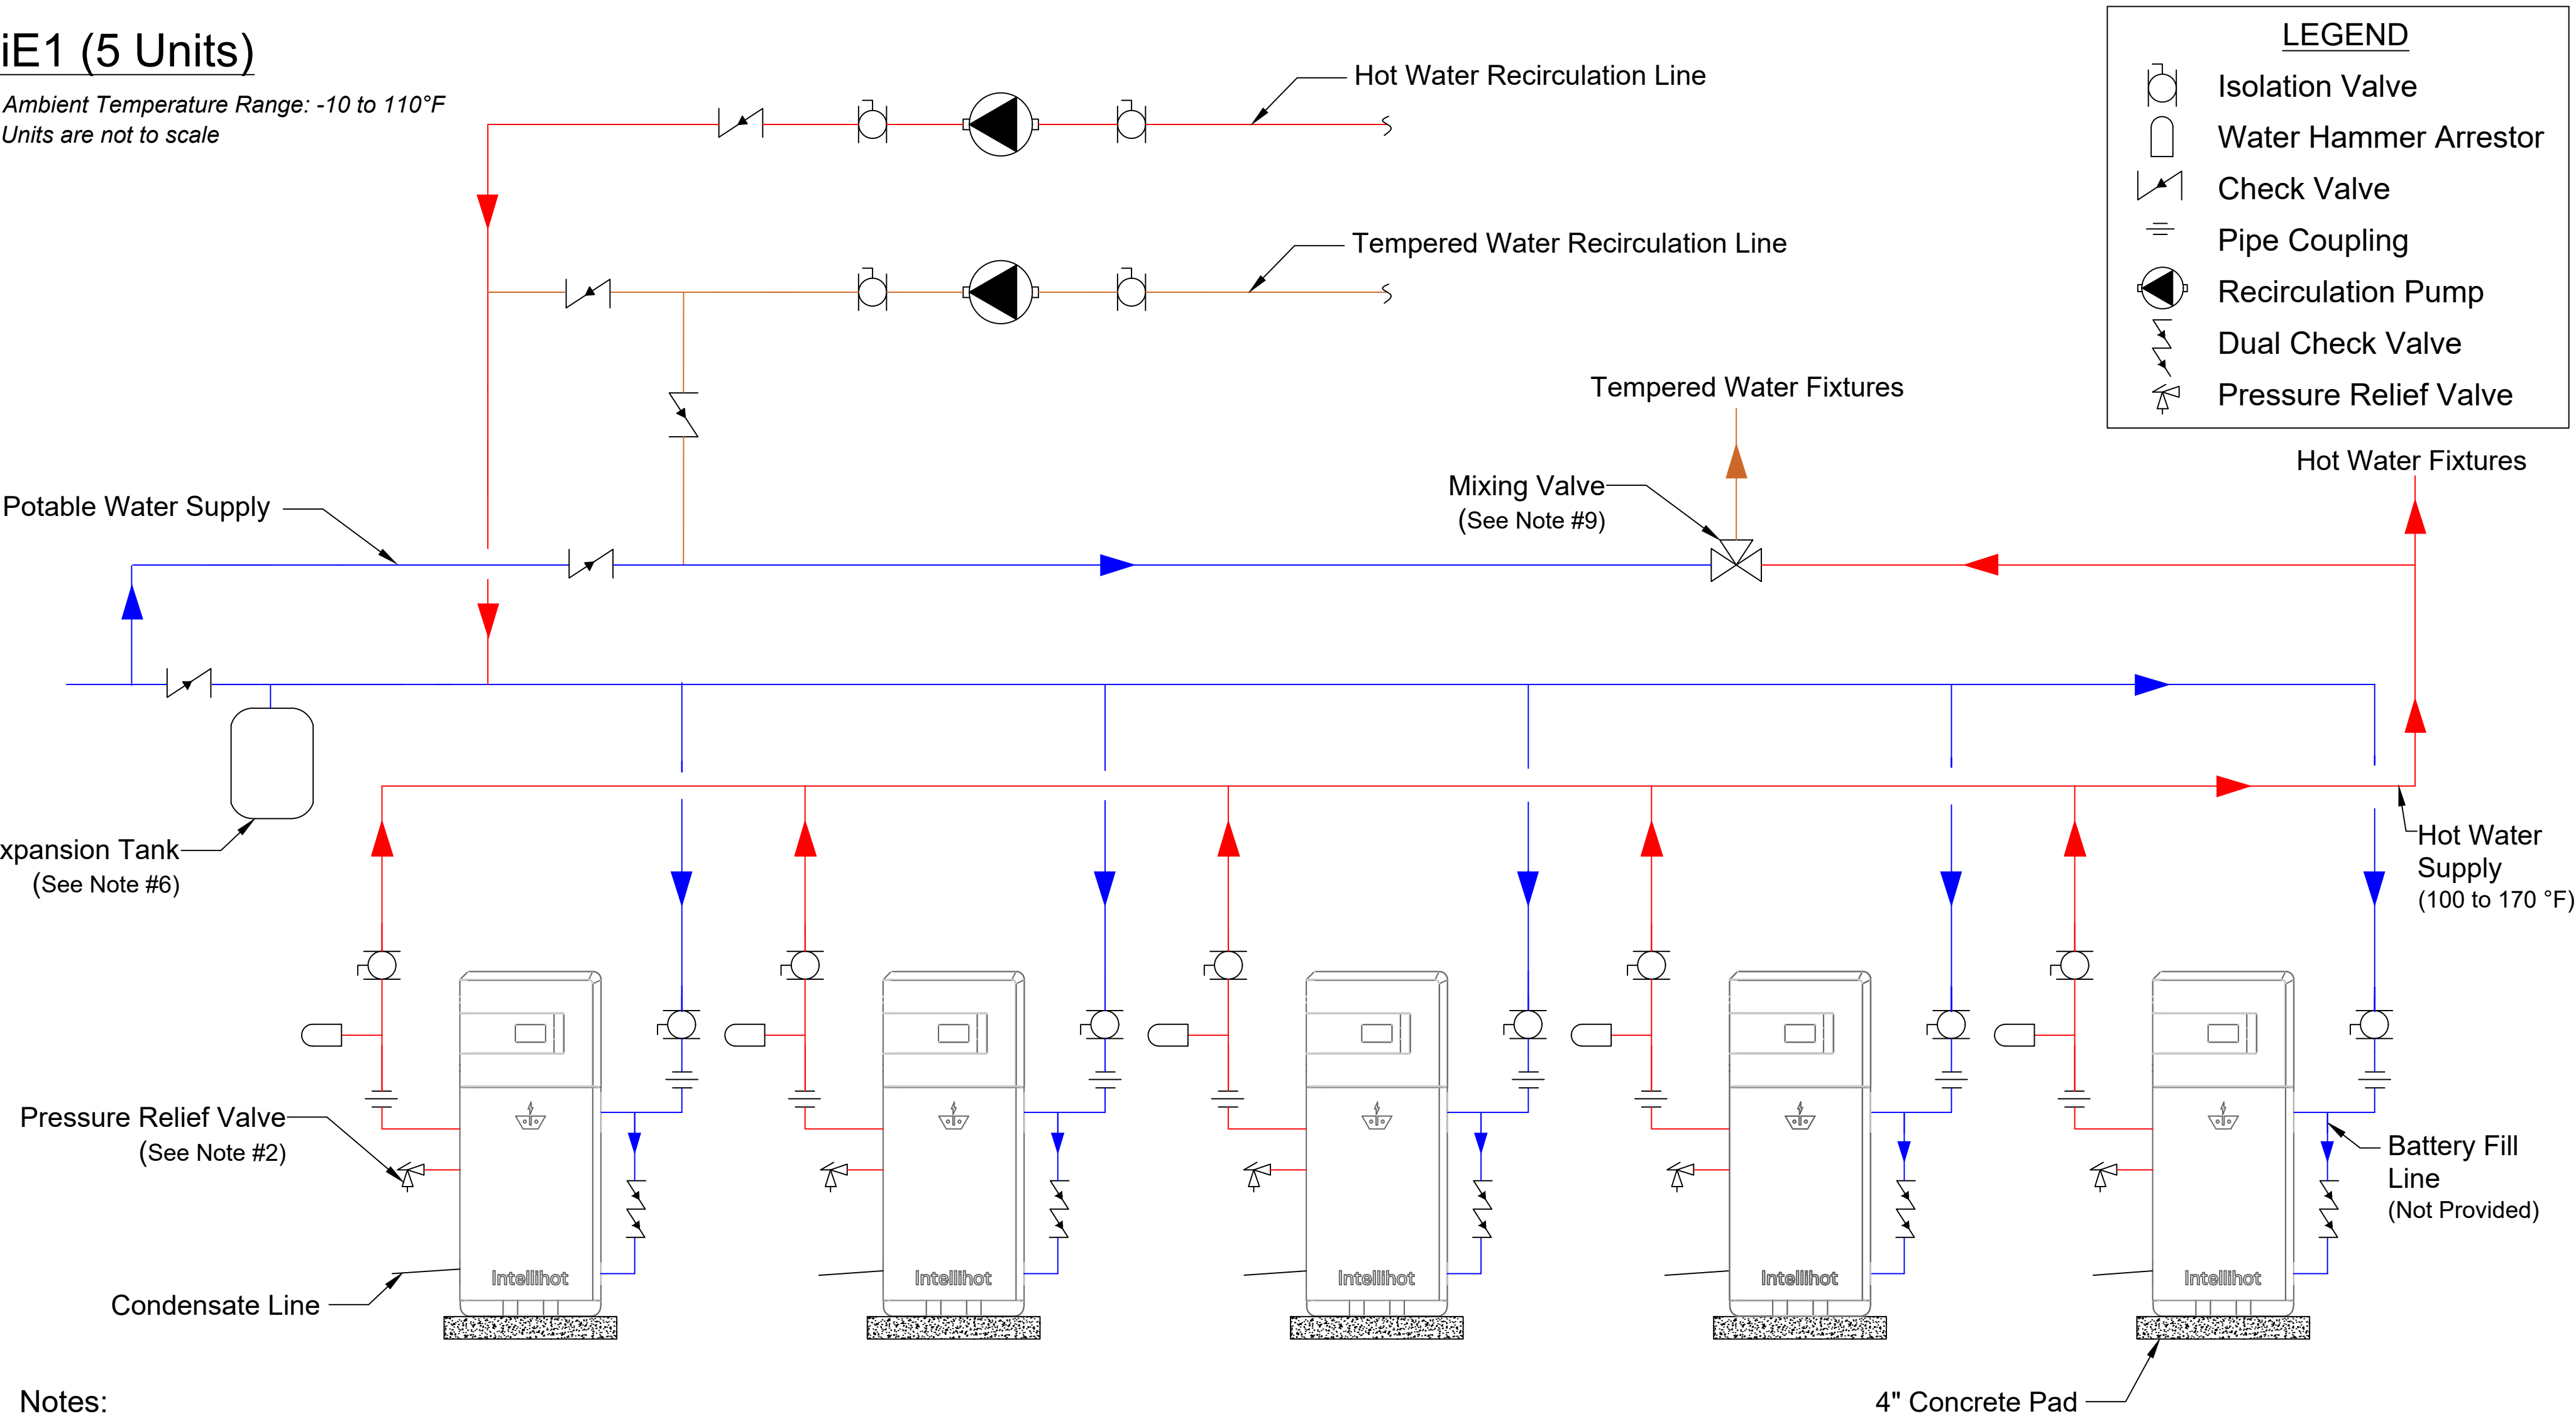 iE1 (5 Units)
Ambient Temperature Range: -10 to 110°F
Units are not to scale
Hot Water Recirculation Line
Tempered Water Recirculation Line
LEGEND
Isolation Valve
Water Hammer Arrestor
Check Valve
Pipe Coupling
Recirculation Pump
Dual Check Valve
Pressure Relief Valve
Tempered Water Fixtures
Hot Water Fixtures
Potable Water Supply
Mixing Valve
(See Note #9)
xpansion Tank
(See Note #6)
Hot Water
Supply
(100 to 170 °F)
Pressure Relief Valve
(See Note #2)
Battery Fill
Line
(Not Provided)
Condensate Line
Intellihot
Intellihot
Intellihot
Intellihot
Intellihot
4" Concrete Pad
Notes: